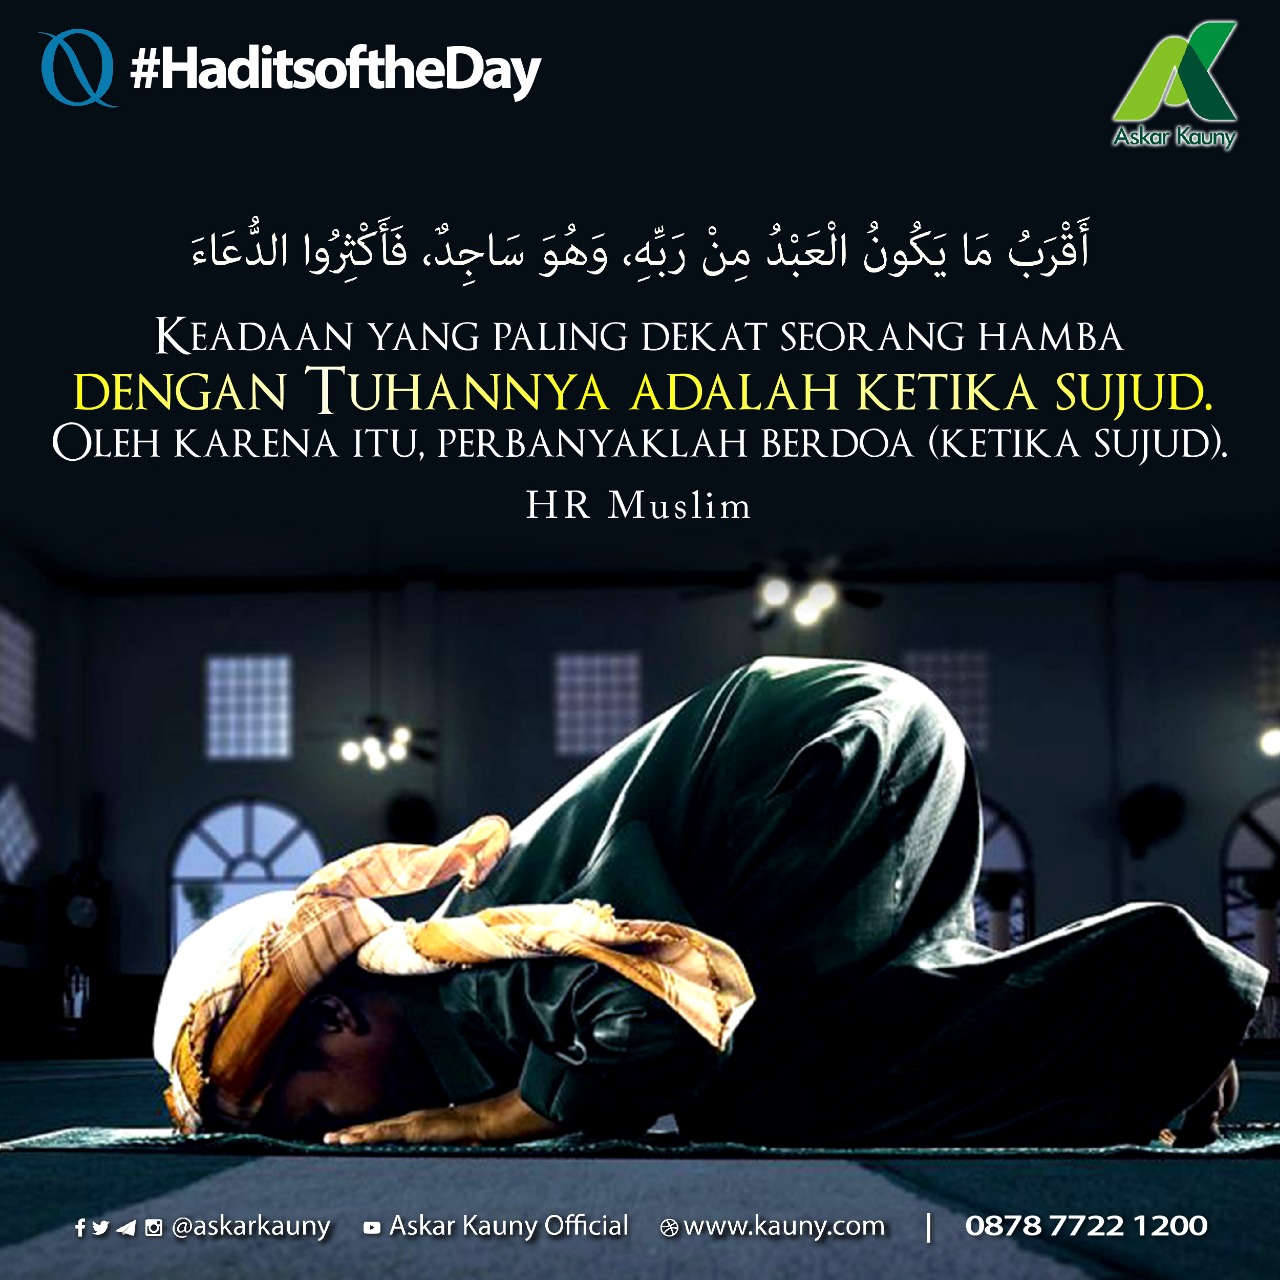 #HaditsoftheDay
Askar Kauny
أَقْرَبُ مَا يَكُونُ الْعَبْدُ مِنْ رَبِّهِ، وَهُوَ سَاجِدٌ، فَأَكْثِرُوا الدُّعَاءَ
Keadaan yang paling dekat seorang hamba
dengan Tuhannya adalah ketika sujud.
Oleh karena itu, perbanyaklah berdoa (ketika sujud).
HR Muslim
@askarkauny Askar Kauny Official www.kauny.com | 0878 7722 1200